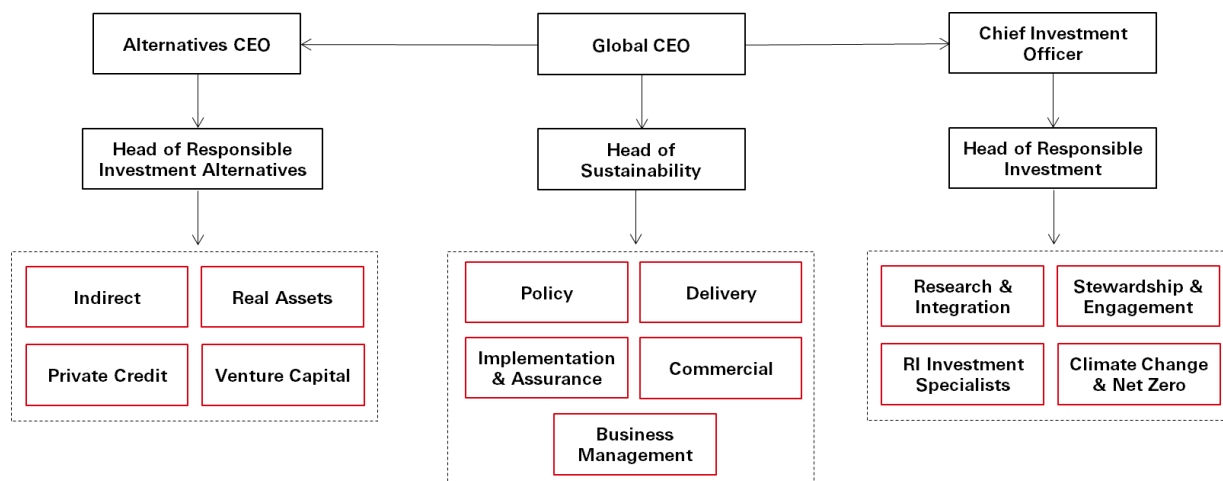 Alternatives CEO
Global CEO
Chief Investment
Officer
Head of Responsible
Investment Alternatives
Head of
Sustainability
Head of Responsible
Investment
Indirect
Real Assets
Private Credit
Venture Capital
Policy
Delivery
Implementation
& Assurance
Commercial
Business
Management
Research &
Integration
Stewardship &
Engagement
RI Investment
Specialists
Climate Change
& Net Zero